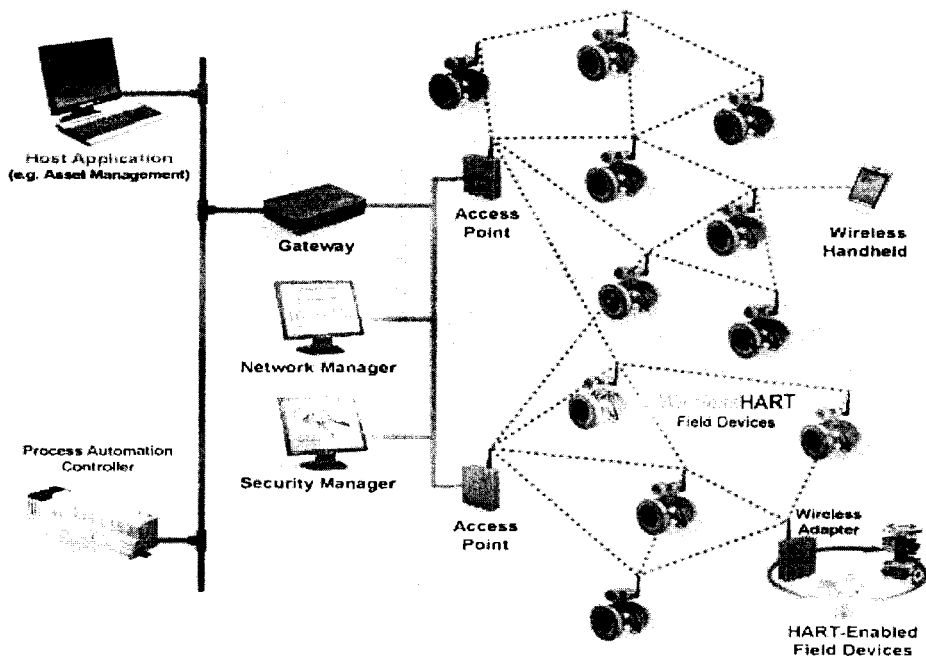 Host Application
(e.g. Asset Management)
Gateway
Access
Point
Wireless
Handheld
Network Manager
HART
Field Devices
Process Automation
Controller
Security Manager
Access
Point
Wireless
Adapter
HART-Enabled
Field Devices